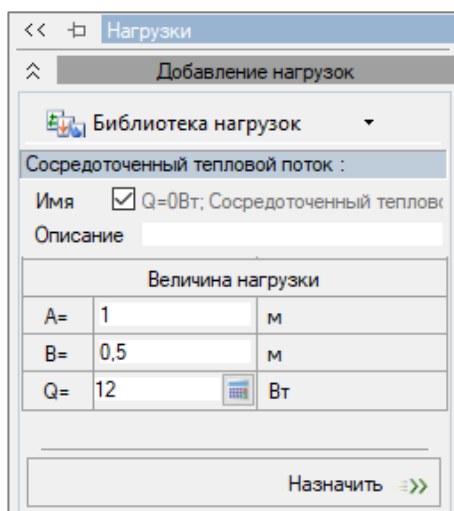 << Нагрузки
Добавление нагрузок
Библиотека нагрузок
Сосредоточенный тепловой поток :
Имя Q=0Вт; Сосредоточенный теплово
Описание
Величина нагрузки
A= 1 м
B= 0,5 м
Q= 12 Вт
Назначить